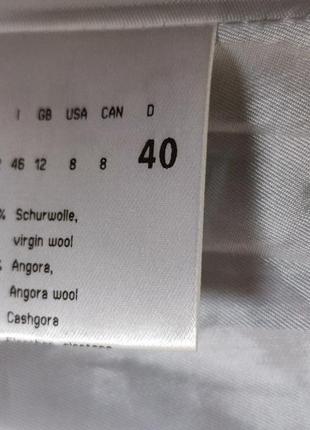 I GB USA CAN D
46 12 8 8 40
% Schurwolle,
virgin wool
% Angora,
Angora wool
Cashgora